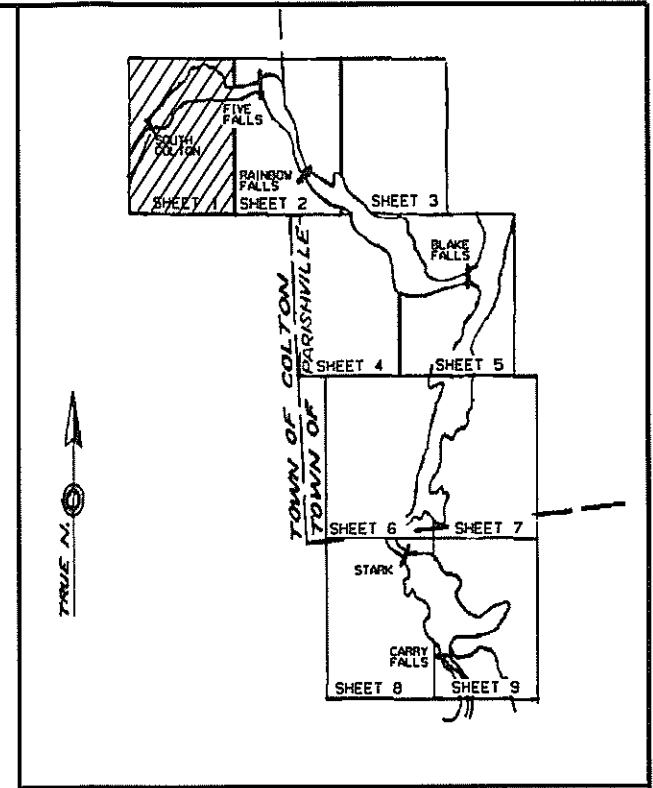 FIVE
FALLS
SOUTH
COLTON
RAINBOW
FALLS
SHEET 1
SHEET 2
SHEET 3
BLAKE
FALLS
TOWN OF COLTON
TOWN OF PARISHVILLE
SHEET 4
SHEET 5
TRUE N.
SHEET 6
SHEET 7
STARK
CARRY
FALLS
SHEET 8
SHEET 9